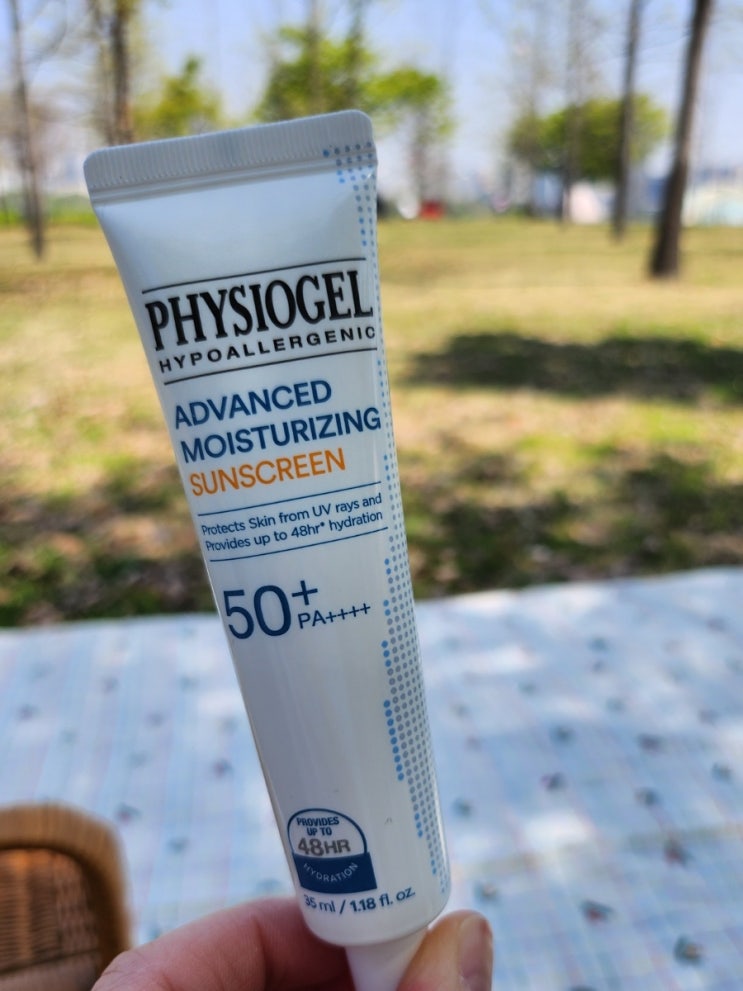 PHYSIOGEL
HYPOALLERGENIC
ADVANCED
MOISTURIZING
SUNSCREEN
Protects Skin from UV rays and
Provides up to 48hr* hydration
50+
PA++++
PROVIDES
UP TO
48HR
HYDRATION
35 ml / 1.18 fl. oz.